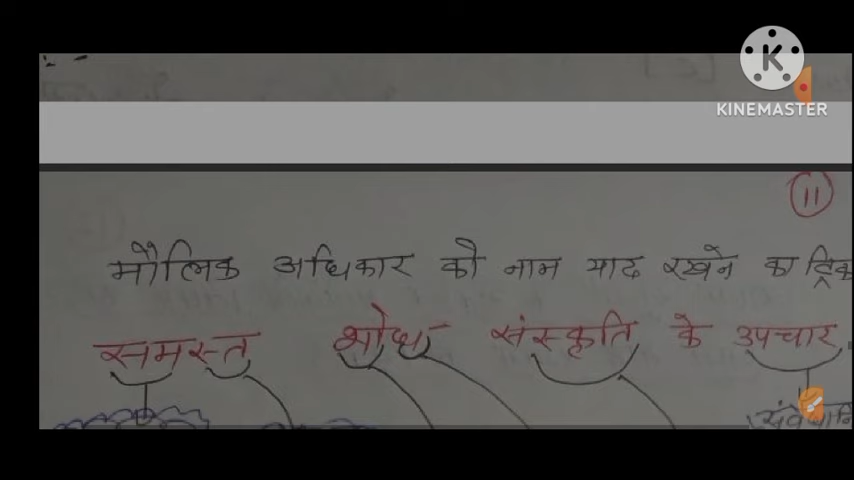 KINEMASTER
11
मौलिक अधिकार को नाम याद रखने का ट्रिक
समस्त शोध संस्कृति के उपचार